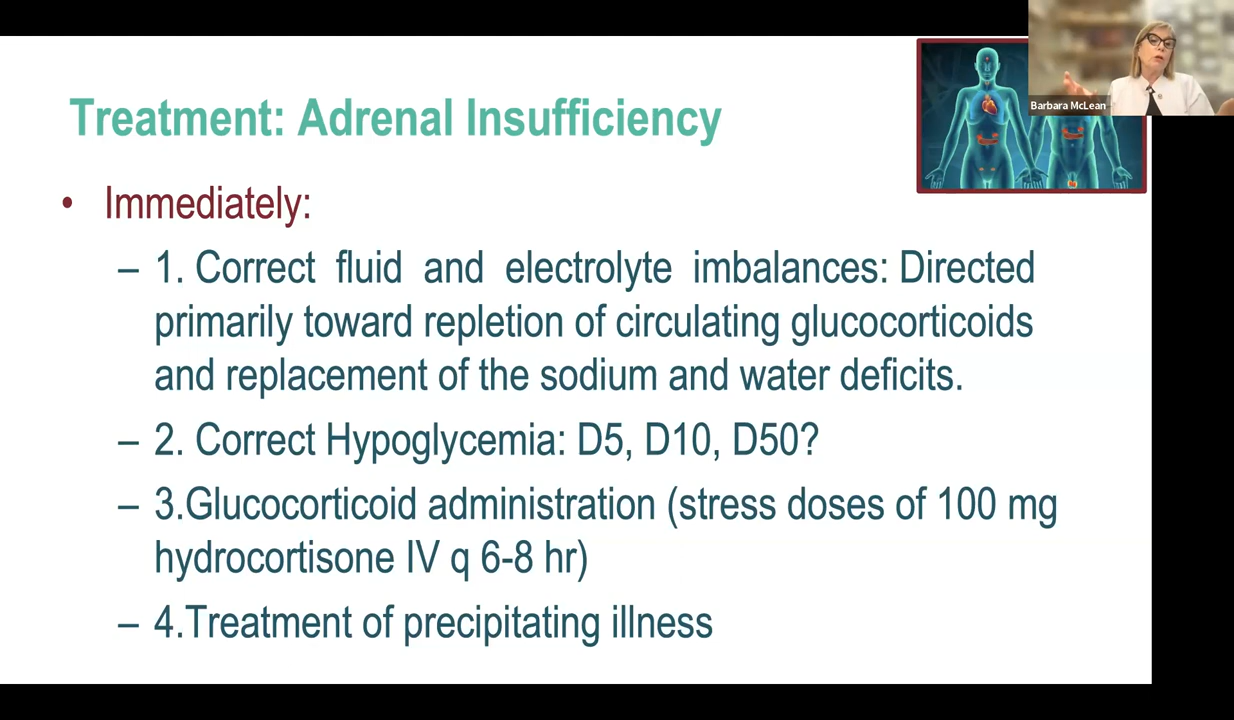 Treatment: Adrenal Insufficiency
Barbara McLean
• Immediately:
– 1. Correct fluid and electrolyte imbalances: Directed
primarily toward repletion of circulating glucocorticoids
and replacement of the sodium and water deficits.
– 2. Correct Hypoglycemia: D5, D10, D50?
– 3.Glucocorticoid administration (stress doses of 100 mg
hydrocortisone IV q 6-8 hr)
– 4.Treatment of precipitating illness